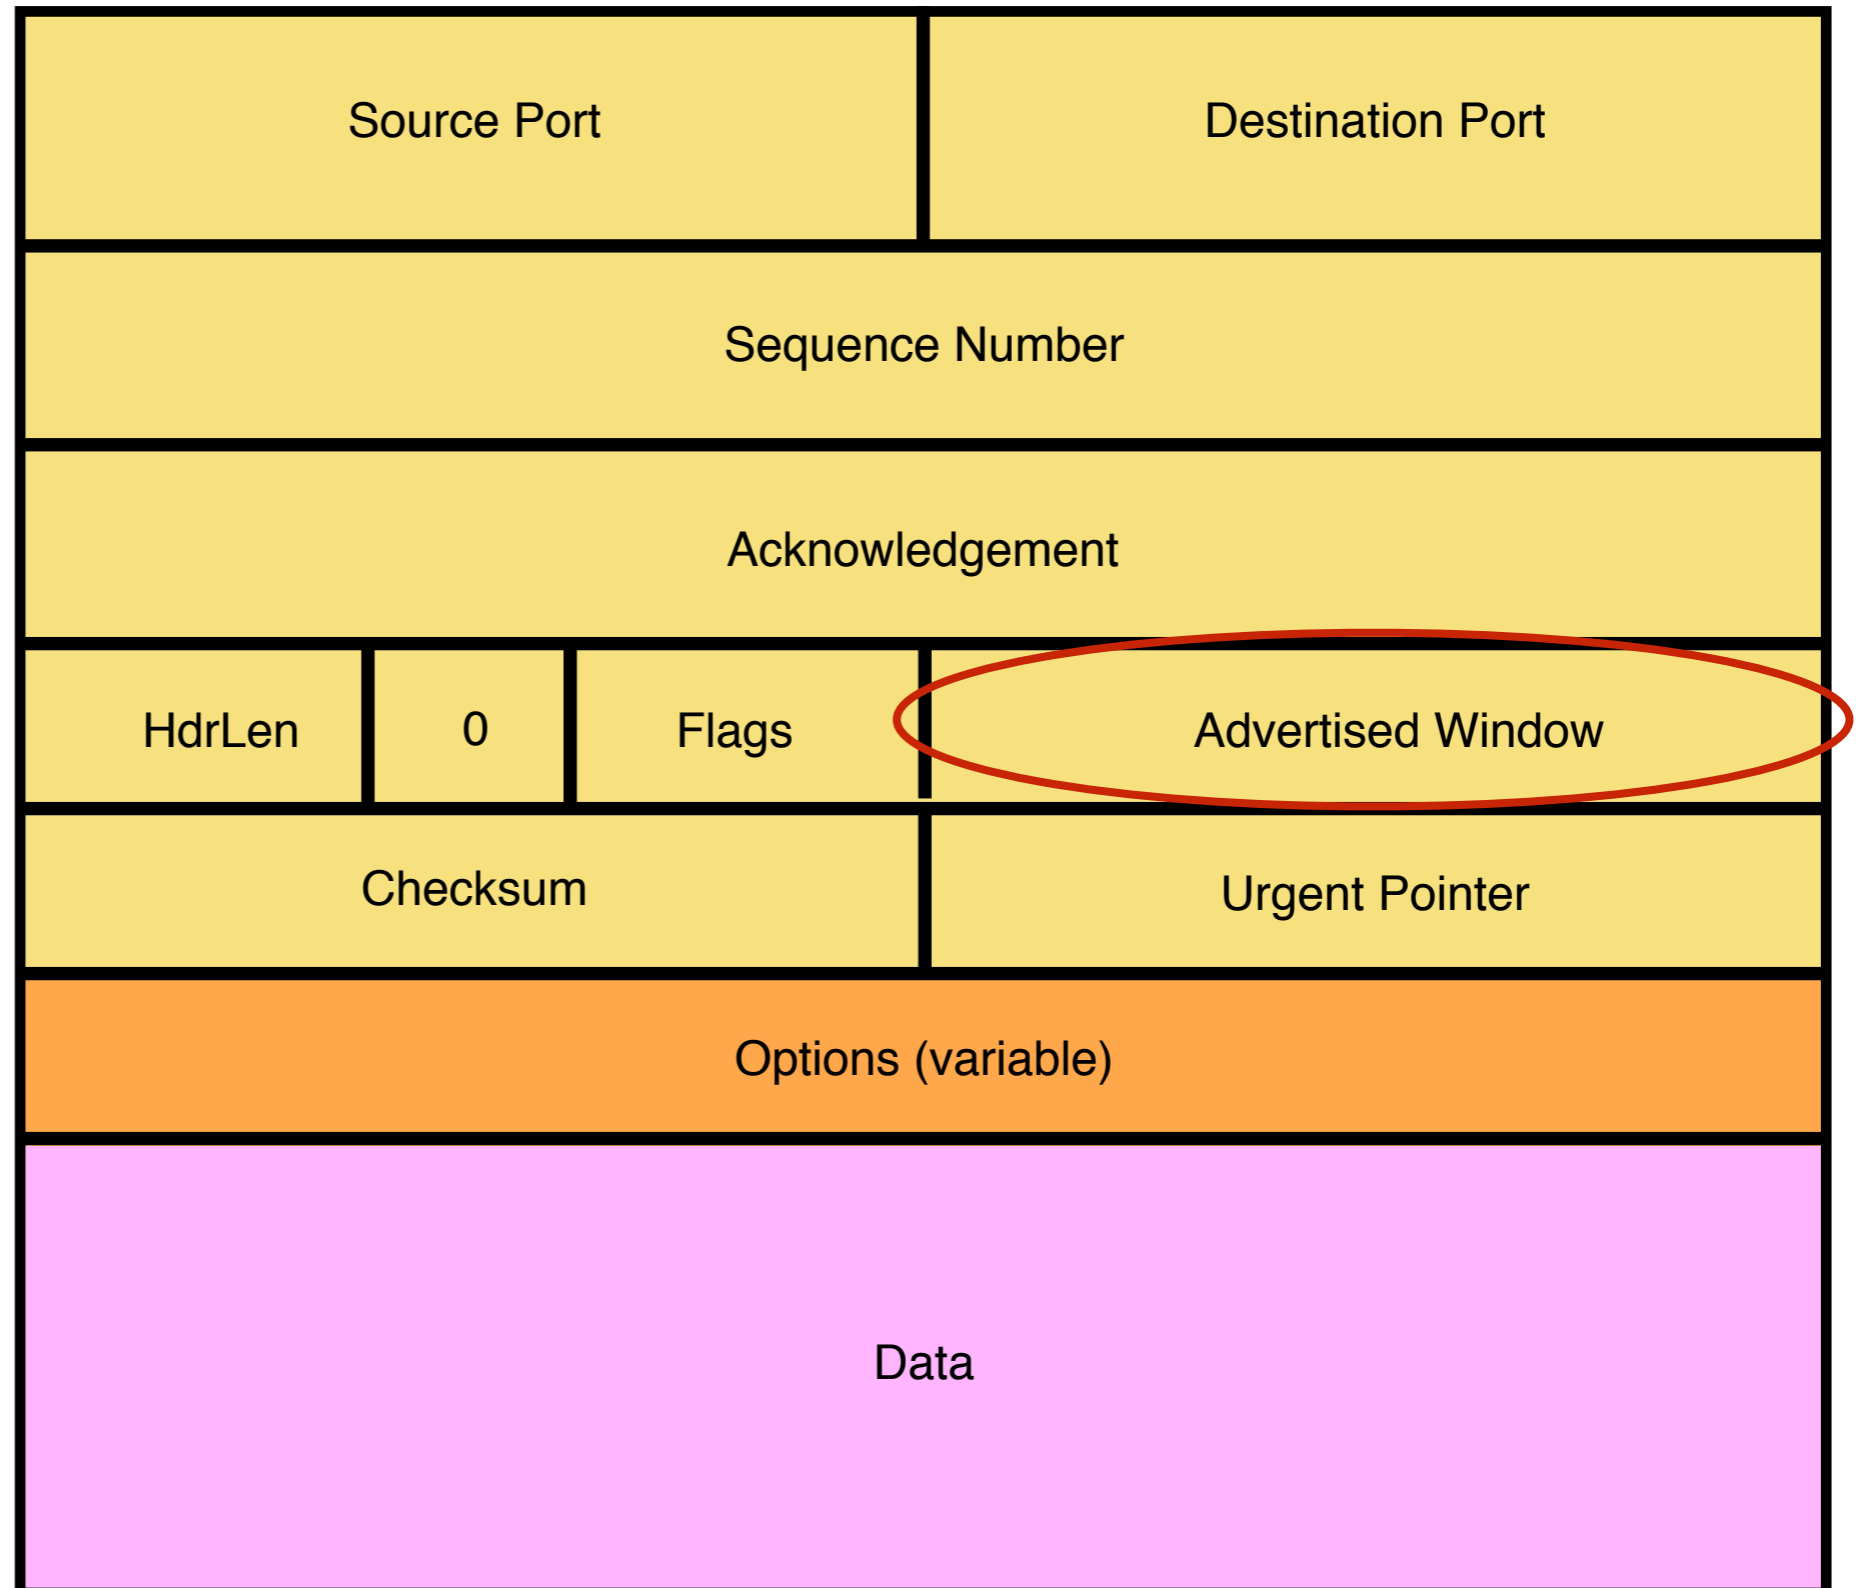 Source Port
Destination Port
Sequence Number
Acknowledgement
HdrLen
0
Flags
Advertised Window
Checksum
Urgent Pointer
Options (variable)
Data